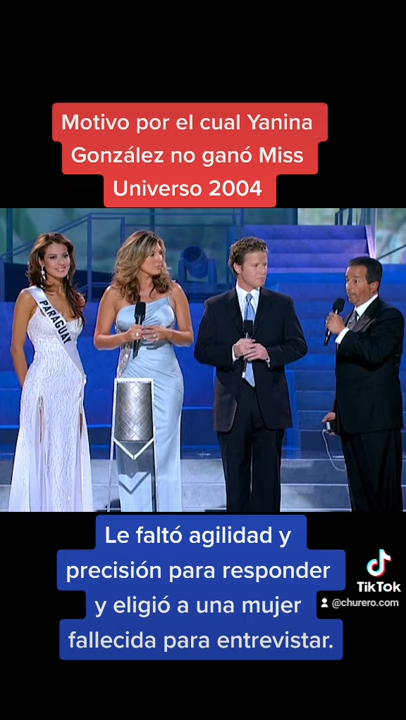 Motivo por el cual Yanina
González no ganó Miss
Universo 2004
PARAGUAY
Le faltó agilidad y
precisión para responder
y eligió a una mujer
fallecida para entrevistar.
TikTok
@churero.com